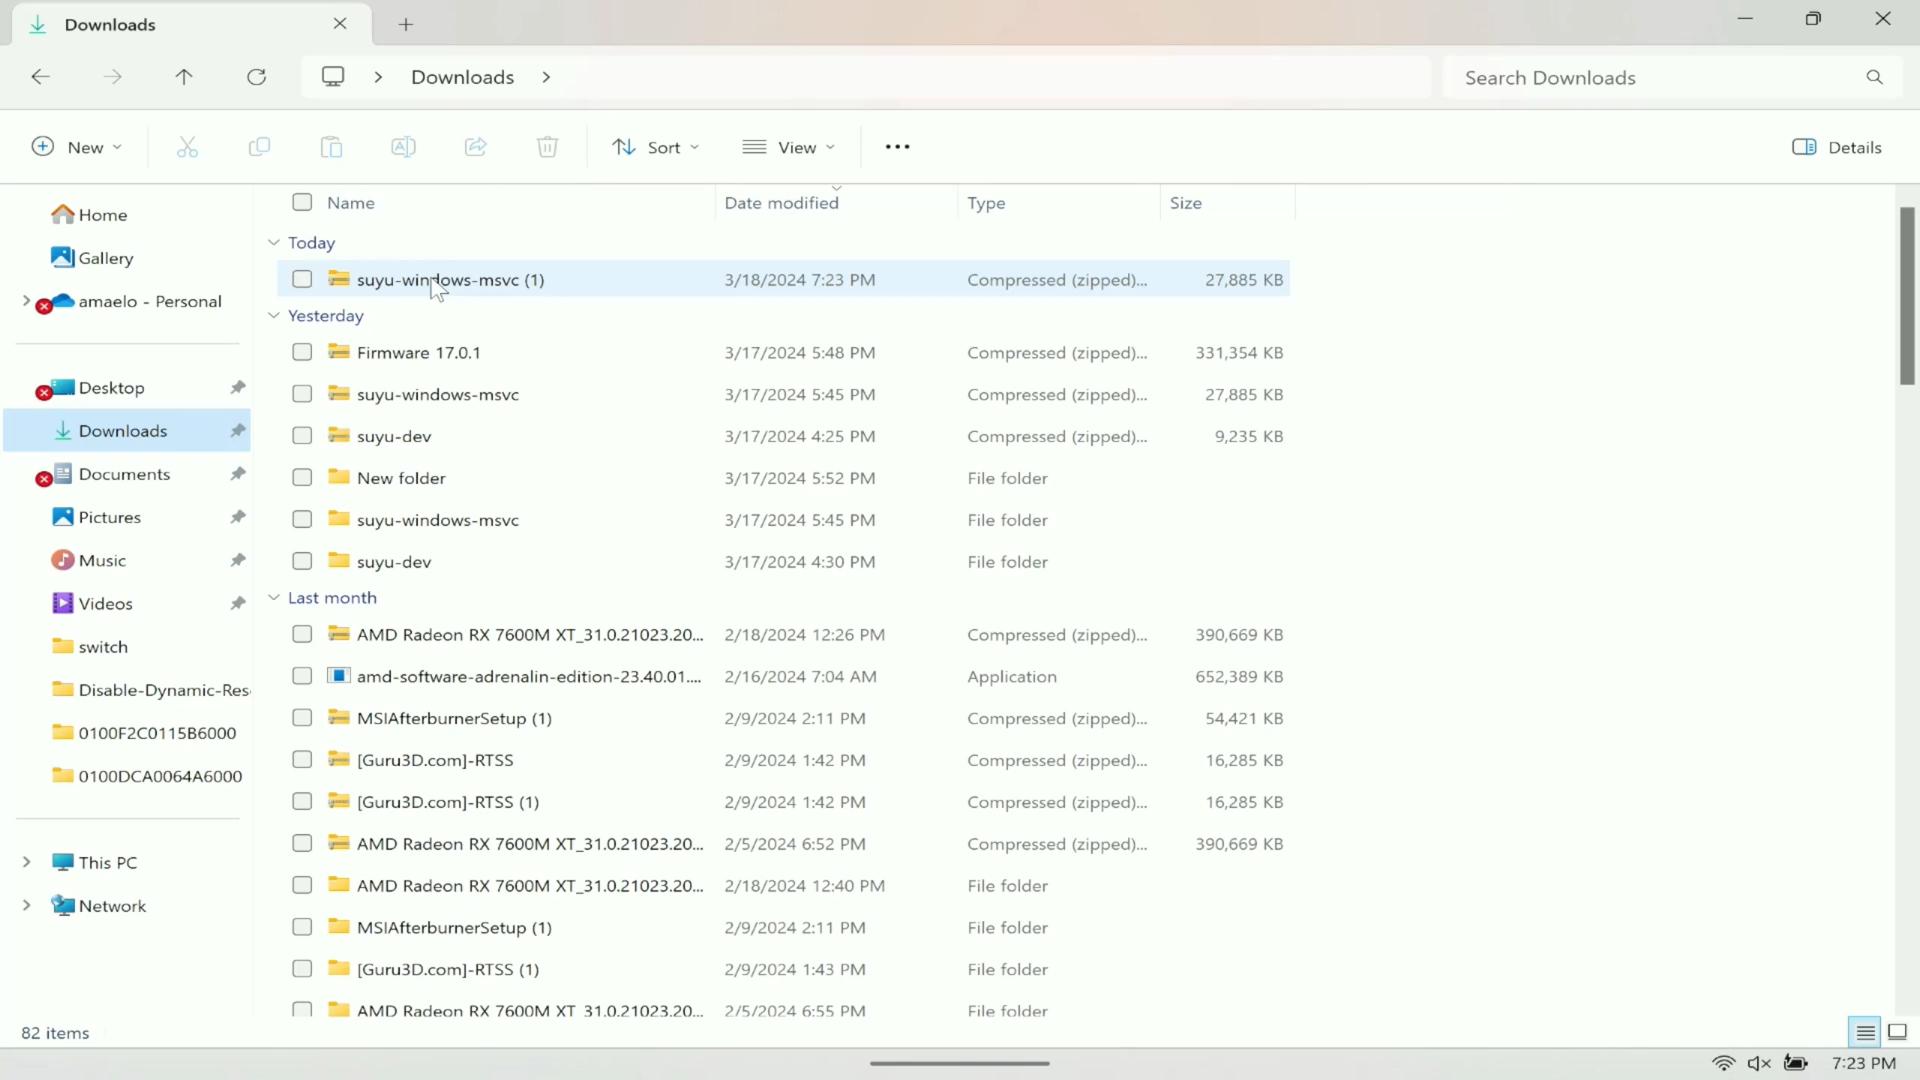 Downloads
Downloads
Search Downloads
New
Sort
View
Details
Name Date modified Type Size
Home
Gallery
amaelo - Personal
Desktop
Downloads
Documents
Pictures
Music
Videos
switch
Disable-Dynamic-Res
0100F2C0115B6000
0100DCA0064A6000
This PC
Network
Today
suyu-windows-msvc (1) 3/18/2024 7:23 PM Compressed (zipped)... 27,885 KB
Yesterday
Firmware 17.0.1 3/17/2024 5:48 PM Compressed (zipped)... 331,354 KB
suyu-windows-msvc 3/17/2024 5:45 PM Compressed (zipped)... 27,885 KB
suyu-dev 3/17/2024 4:25 PM Compressed (zipped)... 9,235 KB
New folder 3/17/2024 5:52 PM File folder
suyu-windows-msvc 3/17/2024 5:45 PM File folder
suyu-dev 3/17/2024 4:30 PM File folder
Last month
AMD Radeon RX 7600M XT_31.0.21023.20... 2/18/2024 12:26 PM Compressed (zipped)... 390,669 KB
amd-software-adrenalin-edition-23.40.01.... 2/16/2024 7:04 AM Application 652,389 KB
MSIAfterburnerSetup (1) 2/9/2024 2:11 PM Compressed (zipped)... 54,421 KB
[Guru3D.com]-RTSS 2/9/2024 1:42 PM Compressed (zipped)... 16,285 KB
[Guru3D.com]-RTSS (1) 2/9/2024 1:42 PM Compressed (zipped)... 16,285 KB
AMD Radeon RX 7600M XT_31.0.21023.20... 2/5/2024 6:52 PM Compressed (zipped)... 390,669 KB
AMD Radeon RX 7600M XT_31.0.21023.20... 2/18/2024 12:40 PM File folder
MSIAfterburnerSetup (1) 2/9/2024 2:11 PM File folder
[Guru3D.com]-RTSS (1) 2/9/2024 1:43 PM File folder
AMD Radeon RX 7600M XT_31.0.21023.20... 2/5/2024 6:55 PM File folder
82 items
7:23 PM